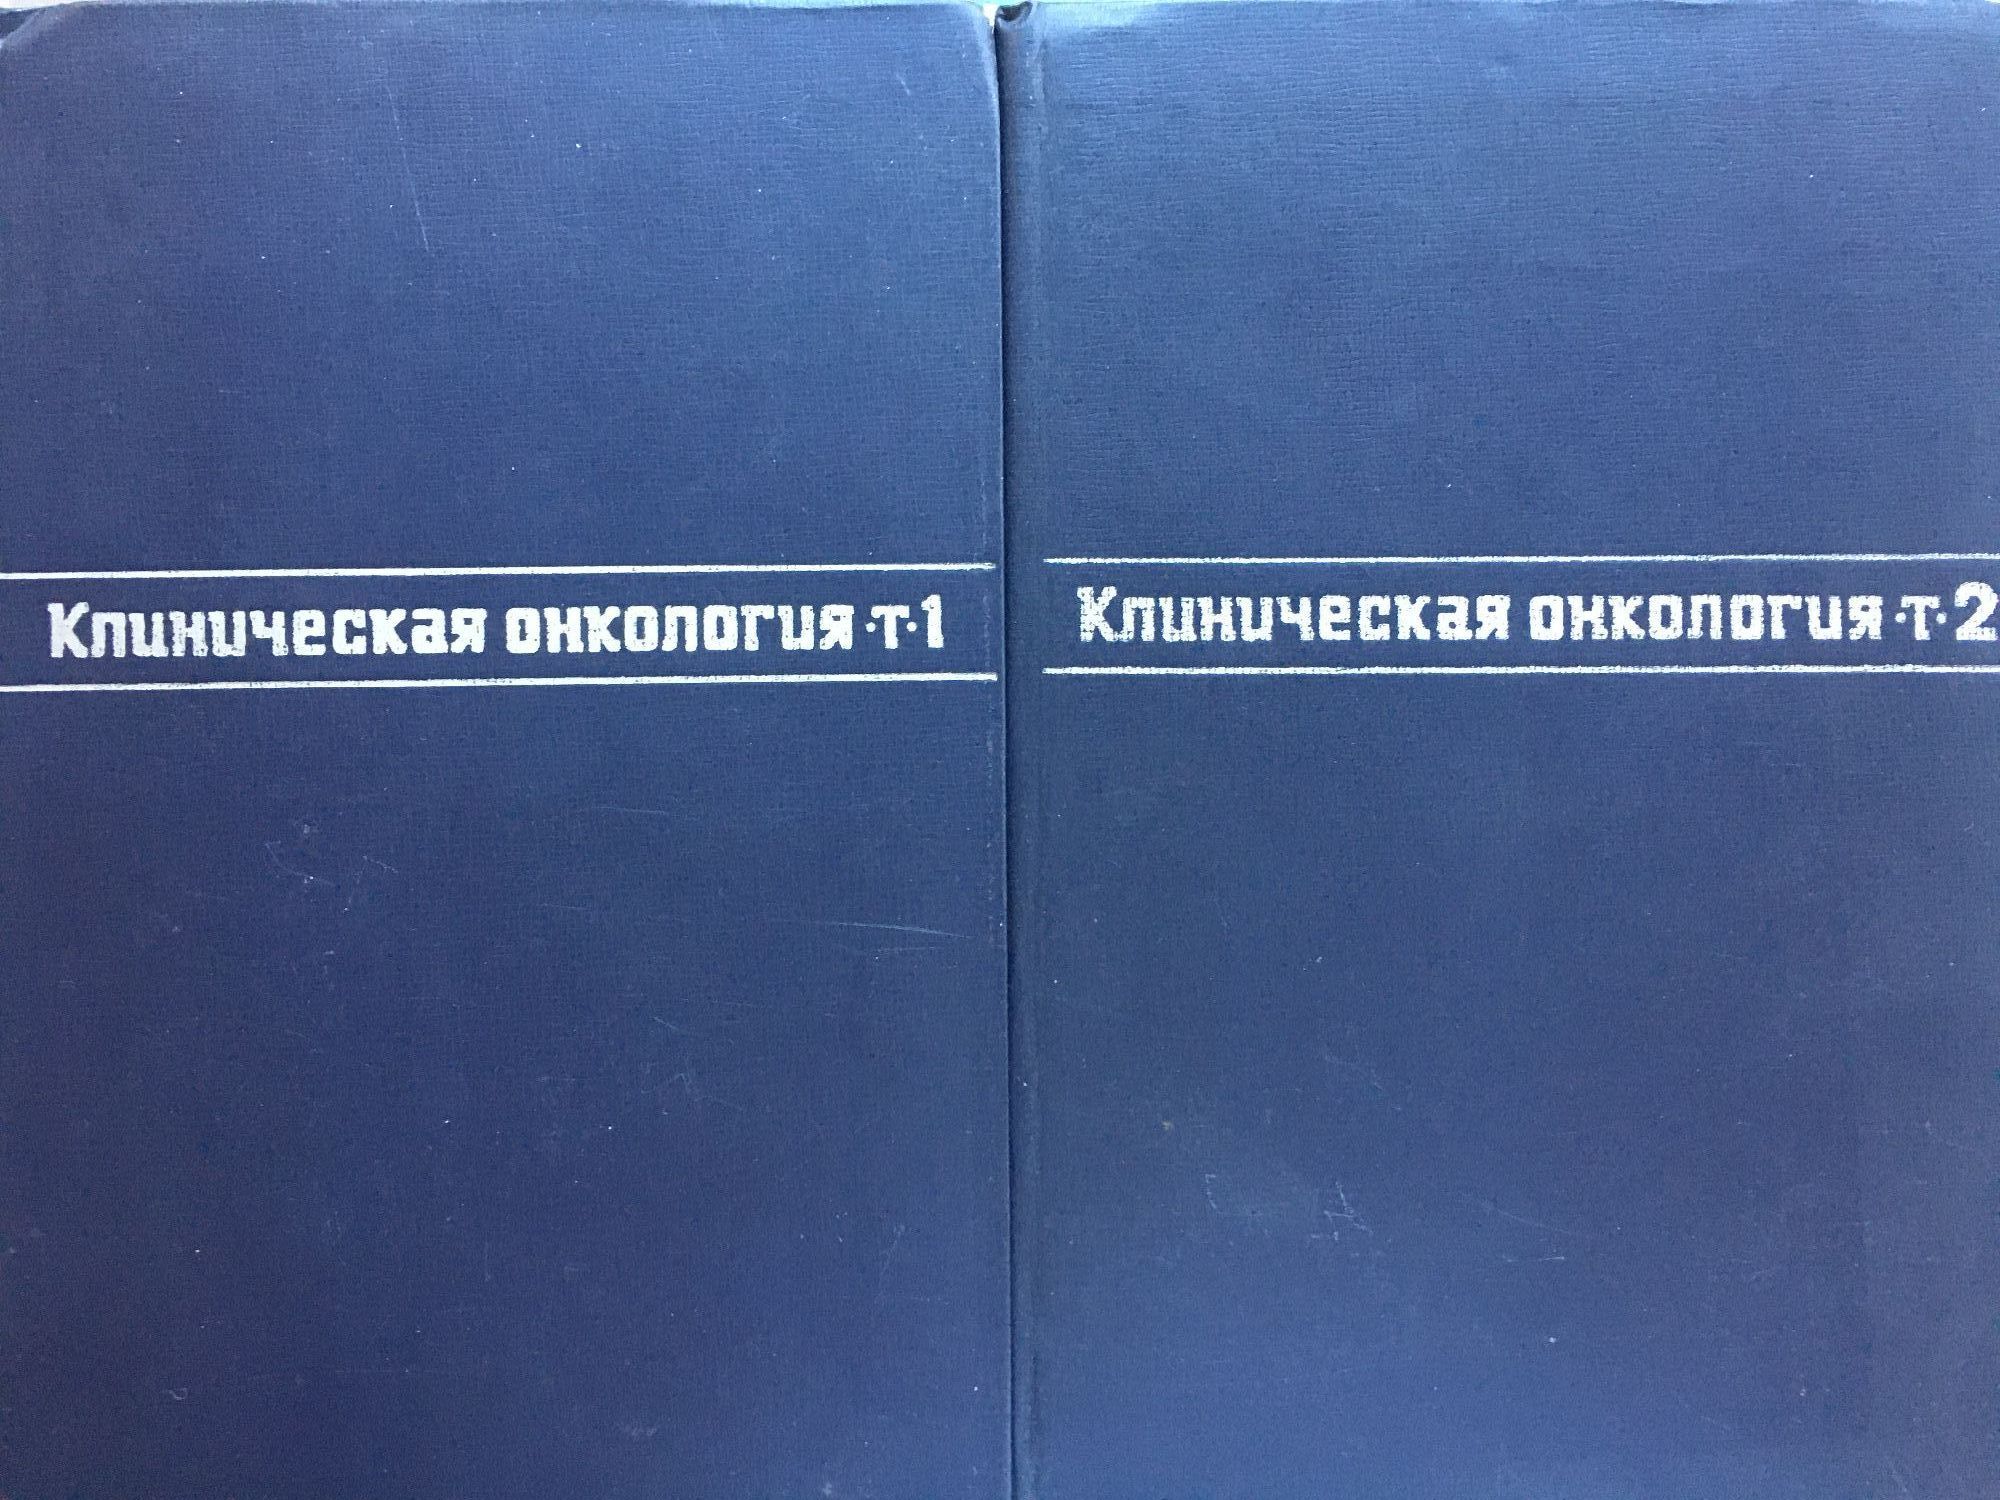 Клиническая онкология·т·1
Клиническая онкология·т·2